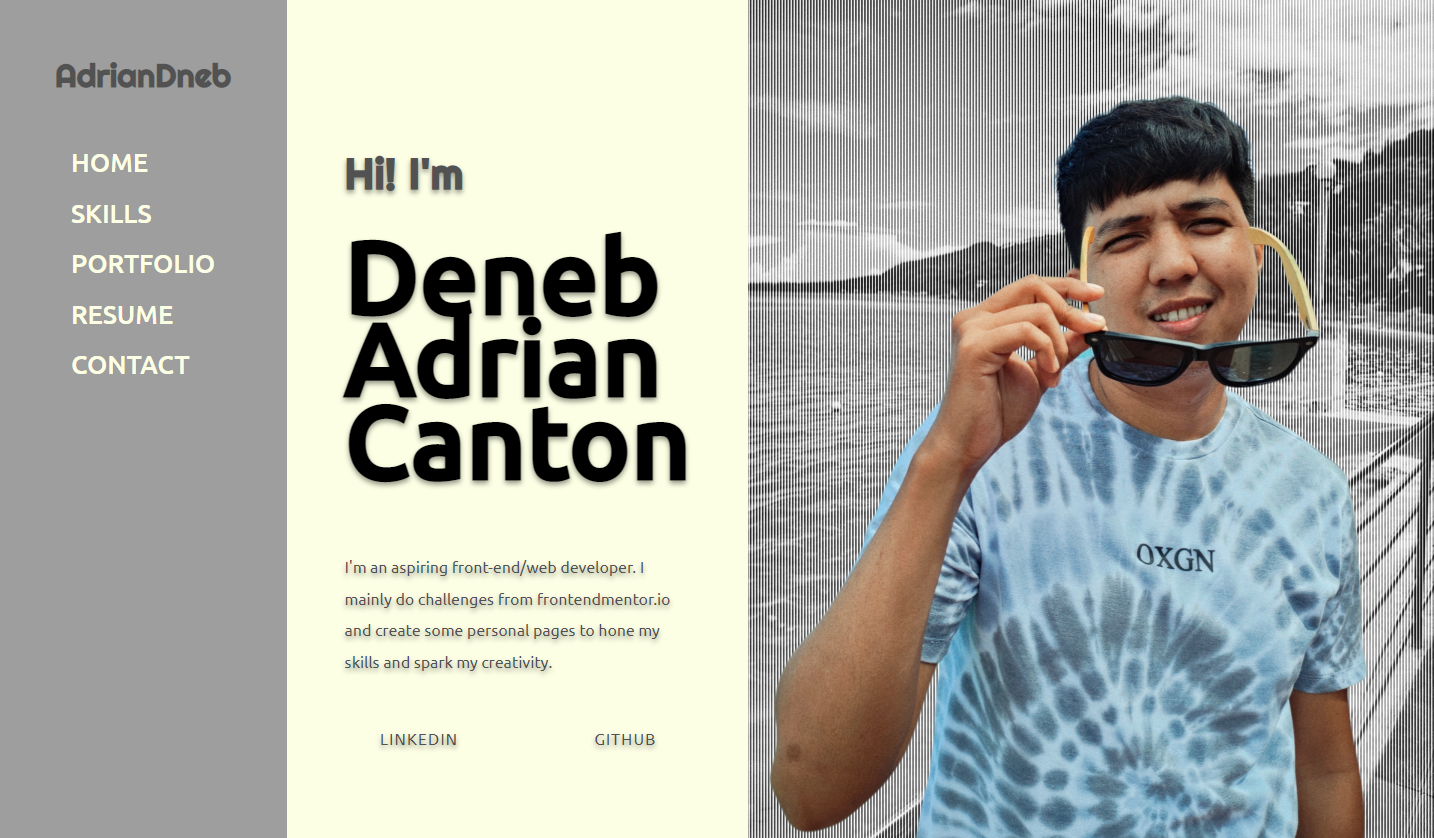 AdrianDneb
HOME
SKILLS
PORTFOLIO
RESUME
CONTACT
Hi! I'm
Deneb
Adrian
Canton
I'm an aspiring front-end/web developer. I
mainly do challenges from frontendmentor.io
and create some personal pages to hone my
skills and spark my creativity.
LINKEDIN
GITHUB
OXGN